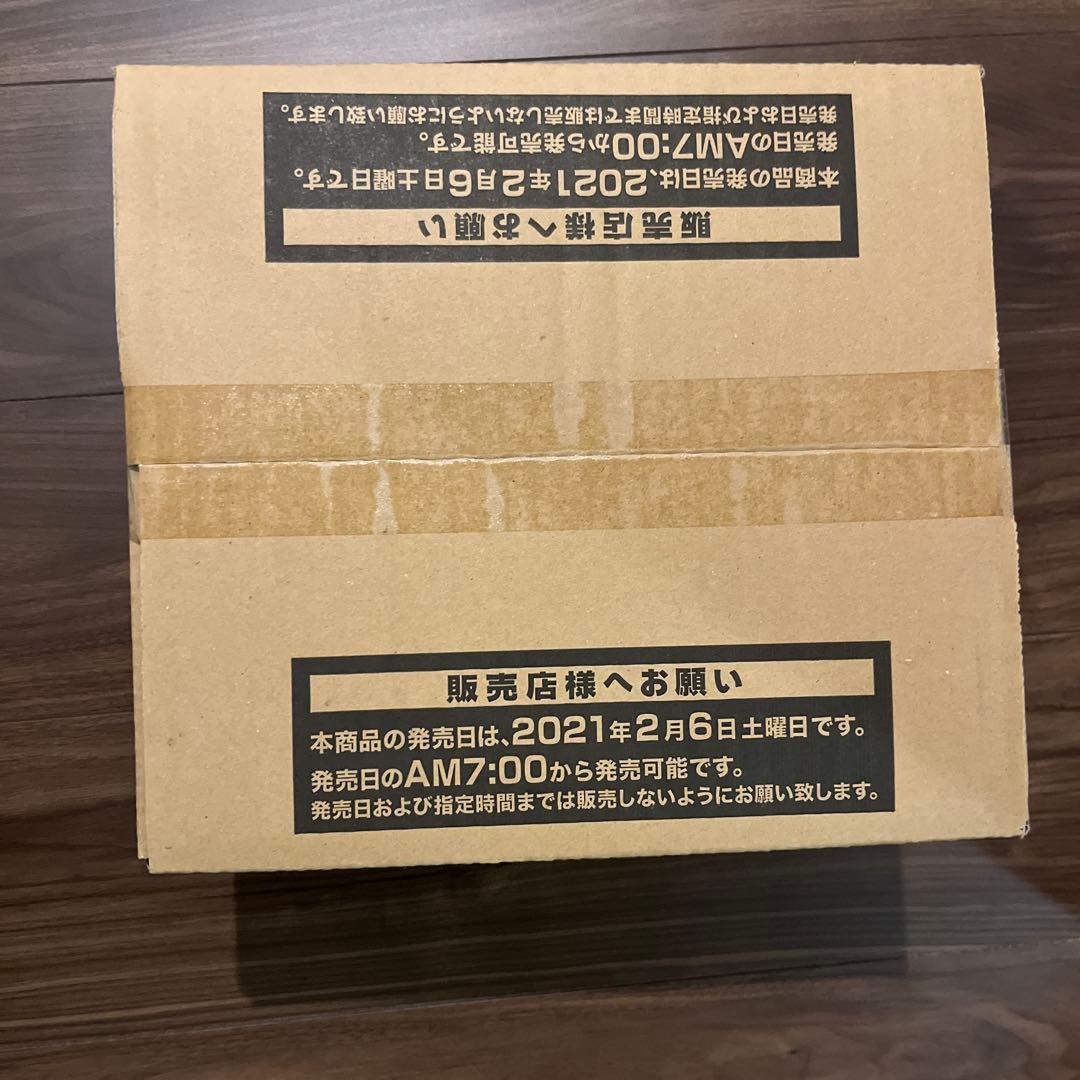 販売店様へお願い
本商品の発売日は、2021年2月6日土曜日です。
発売日のAM7:00から発売可能です。
発売日および指定時間までは販売しないようにお願い致します。
販売店様へお願い
本商品の発売日は、2021年2月6日土曜日です。
発売日のAM7:00から発売可能です。
発売日および指定時間までは販売しないようにお願い致します。